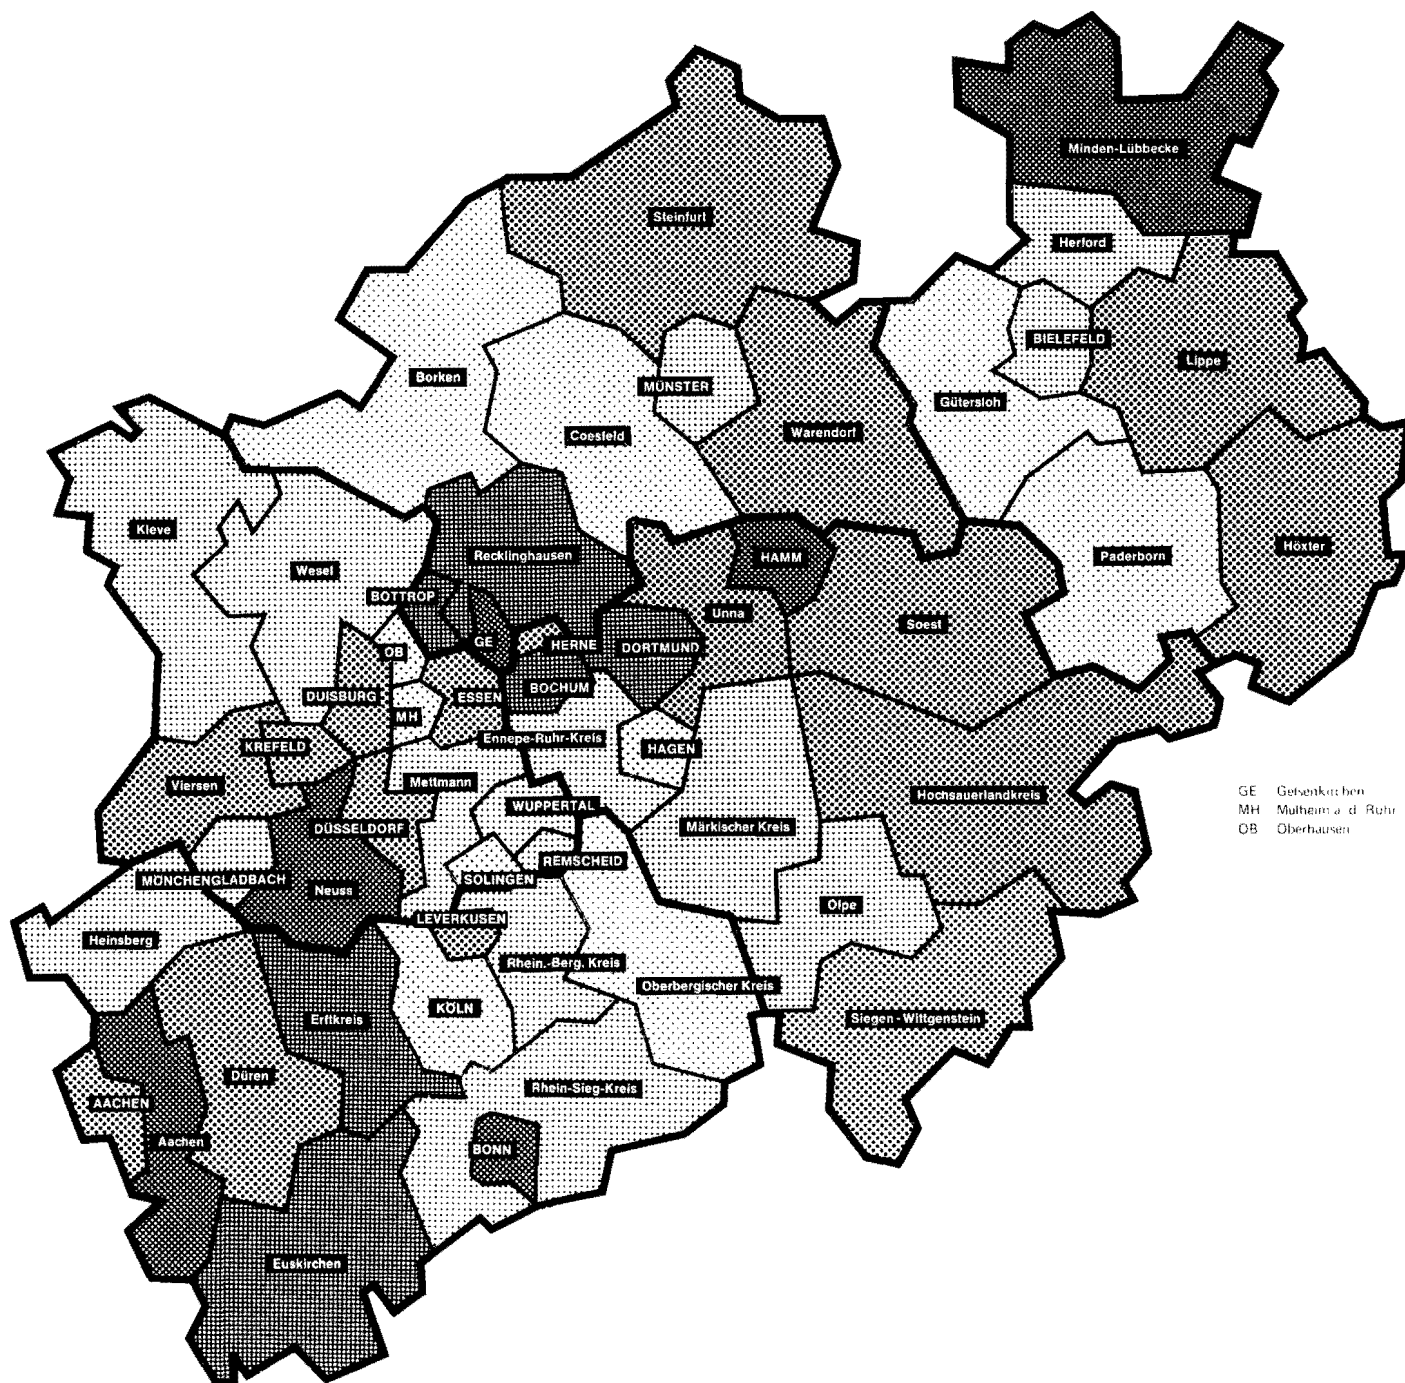 Minden-Lübbecke
Steinfurt
Herford
BIELEFELD
Lippe
Borken
MÜNSTER
Gütersloh
Coesfeld
Warendorf
Kleve
Wesel
Recklinghausen
HAMM
Paderborn
Höxter
BOTTROP
Unna
Soest
GE
HERNE
DORTMUND
OB
DUISBURG
ESSEN
BOCHUM
MH
KREFELD
Ennepe-Ruhr-Kreis
HAGEN
Viersen
Mettmann
Hochsauerlandkreis
GE Gelsenkirchen
MH Mülheim a. d. Ruhr
OB Oberhausen
WUPPERTAL
DÜSSELDORF
Märkischer Kreis
REMSCHEID
MÖNCHENGLADBACH
Neuss
SOLINGEN
Olpe
LEVERKUSEN
Heinsberg
Rhein.-Berg. Kreis
Oberbergischer Kreis
KÖLN
Erftkreis
Siegen-Wittgenstein
Düren
Rhein-Sieg-Kreis
AACHEN
Aachen
BONN
Euskirchen